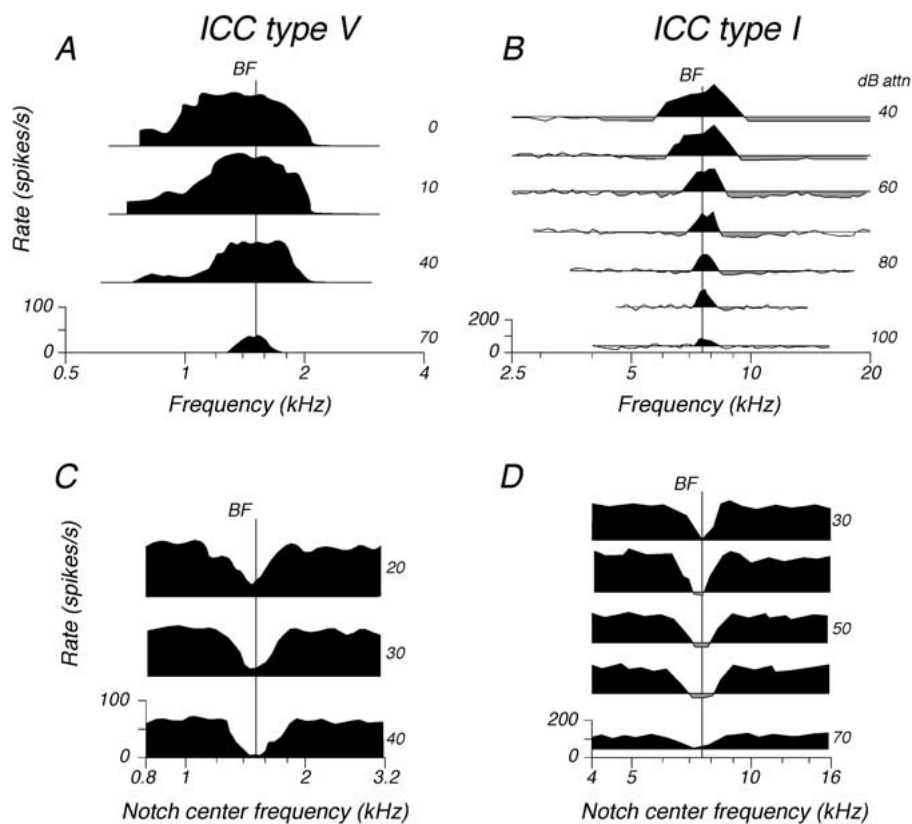 ICC type V
ICC type I
A
BF
0
10
40
70
100
0
Rate (spikes/s)
0.5
1
2
4
Frequency (kHz)
B
BF
dB attn
40
60
80
100
200
0
2.5
5
10
20
Frequency (kHz)
C
BF
20
30
40
100
0
Rate (spikes/s)
0.8
1
2
3.2
Notch center frequency (kHz)
D
BF
30
50
70
200
0
4
5
10
16
Notch center frequency (kHz)